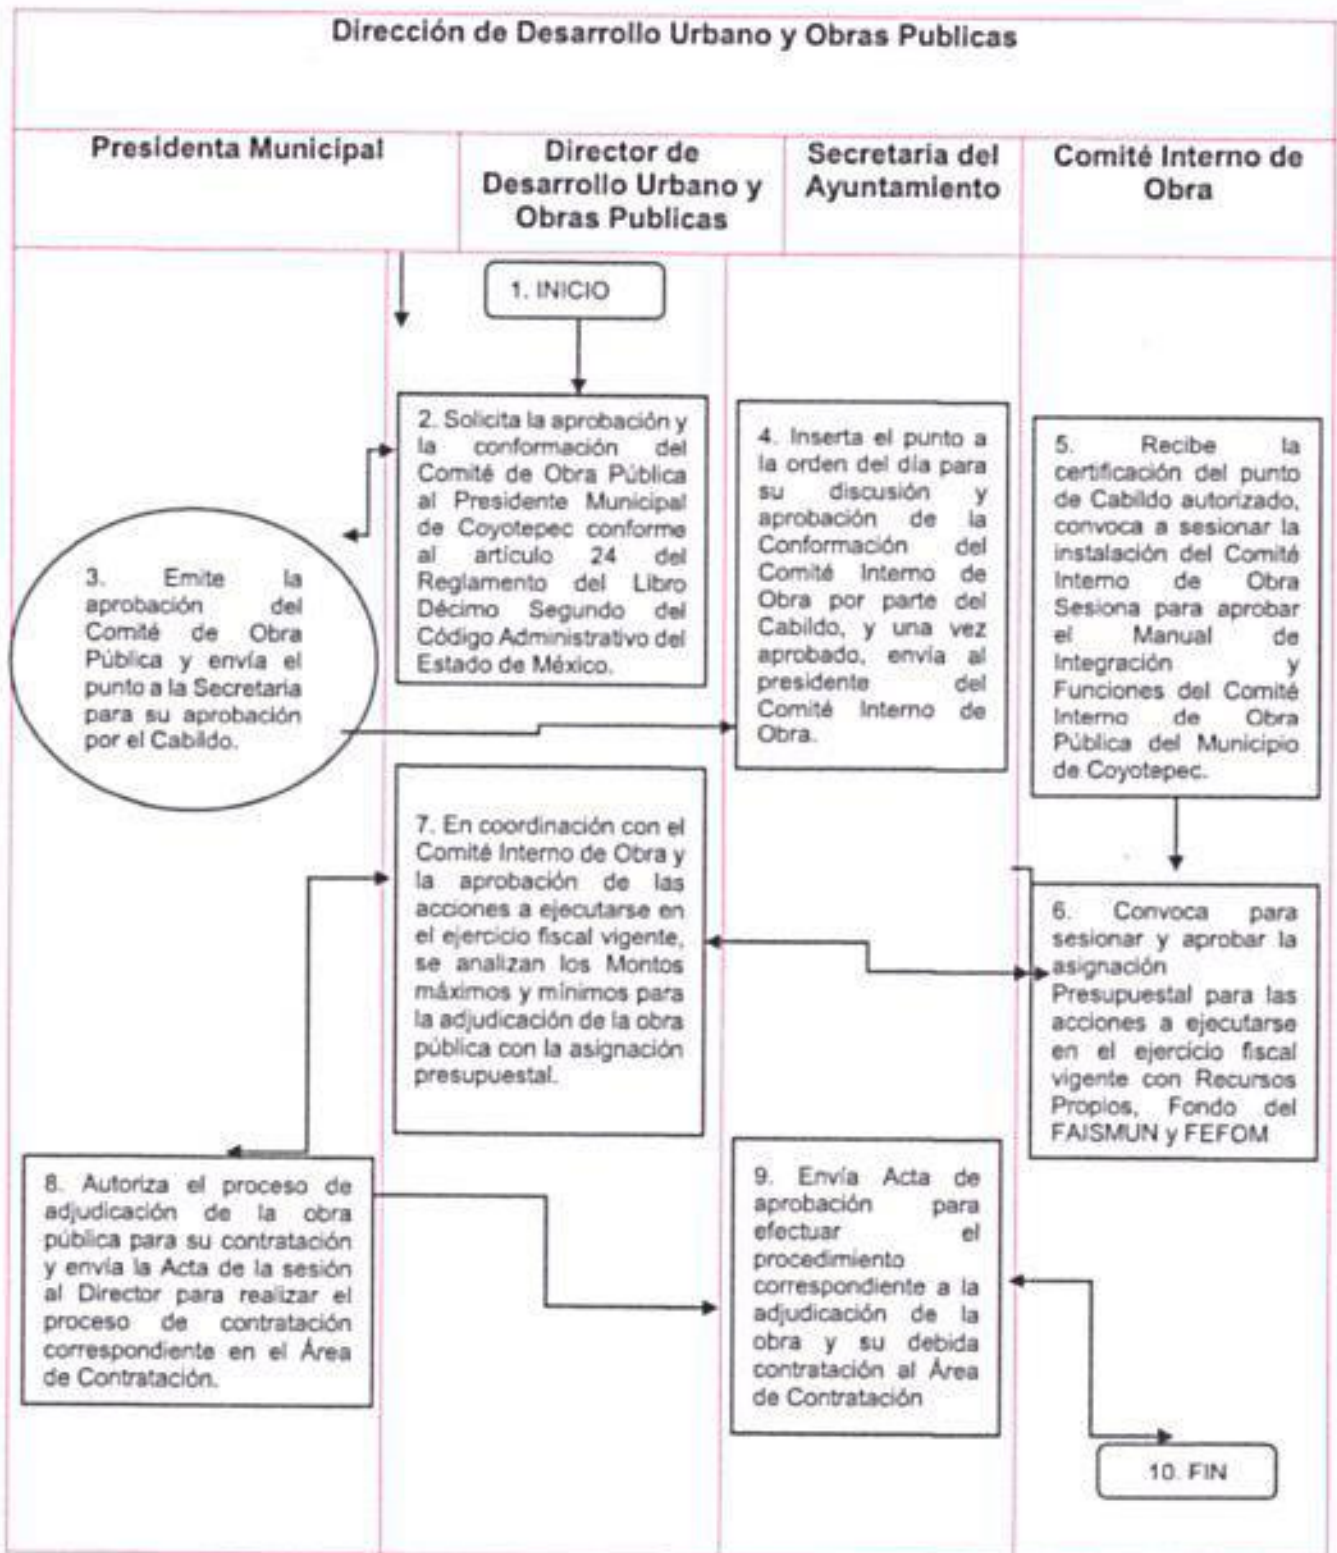 Dirección de Desarrollo Urbano y Obras Publicas
Presidenta Municipal
Director de
Desarrollo Urbano y
Obras Publicas
Secretaria del
Ayuntamiento
Comité Interno de
Obra
1. INICIO
2. Solicita la aprobación y
la conformación del
Comité de Obra Pública
al Presidente Municipal
de Coyotepec conforme
al artículo 24 del
Reglamento del Libro
Décimo Segundo del
Código Administrativo del
Estado de México.
3. Emite la
aprobación del
Comité de Obra
Pública y envía el
punto a la Secretaria
para su aprobación
por el Cabildo.
4. Inserta el punto a
la orden del día para
su discusión y
aprobación de la
Conformación del
Comité Interno de
Obra por parte del
Cabildo, y una vez
aprobado, envía al
presidente del
Comité Interno de
Obra.
5. Recibe la
certificación del punto
de Cabildo autorizado,
convoca a sesionar la
instalación del Comité
Interno de Obra
Sesiona para aprobar
el Manual de
Integración y
Funciones del Comité
Interno de Obra
Pública del Municipio
de Coyotepec.
6. Convoca para
sesionar y aprobar la
asignación
Presupuestal para las
acciones a ejecutarse
en el ejercicio fiscal
vigente con Recursos
Propios, Fondo del
FAISMUN y FEFOM
7. En coordinación con el
Comité Interno de Obra y
la aprobación de las
acciones a ejecutarse en
el ejercicio fiscal vigente,
se analizan los Montos
máximos y mínimos para
la adjudicación de la obra
pública con la asignación
presupuestal.
8. Autoriza el proceso de
adjudicación de la obra
pública para su contratación
y envía la Acta de la sesión
al Director para realizar el
proceso de contratación
correspondiente en el Área
de Contratación.
9. Envía Acta de
aprobación para
efectuar el
procedimiento
correspondiente a la
adjudicación de la
obra y su debida
contratación al Área
de Contratación
10. FIN